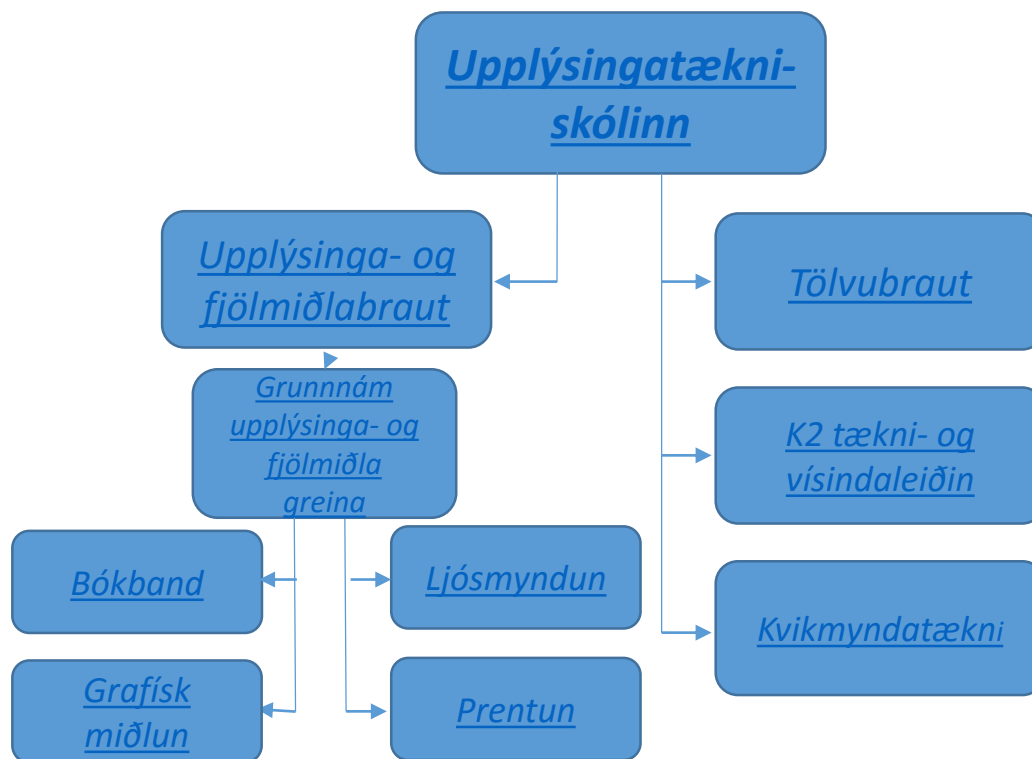 Upplýsingatækni-
skólinn
Upplýsinga- og
fjölmiðlabraut
Tölvubraut
Grunnnám
upplýsinga- og
fjölmiðla
greina
K2 tækni- og
vísindaleiðin
Bókband
Ljósmyndun
Kvikmyndatækni
Grafísk
miðlun
Prentun